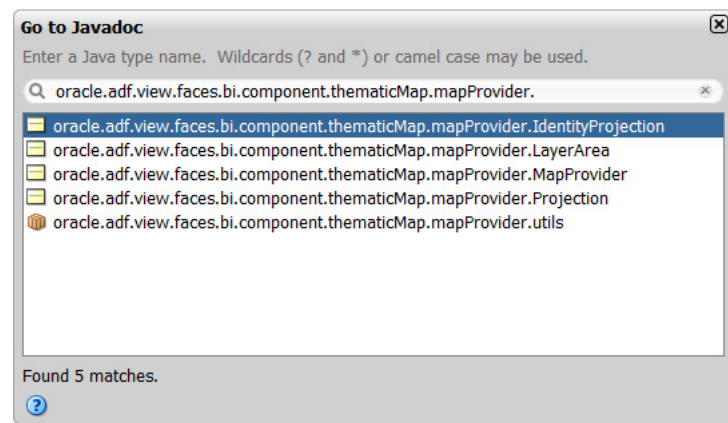 Go to Javadoc
Enter a Java type name.  Wildcards (? and *) or camel case may be used.
oracle.adf.view.faces.bi.component.thematicMap.mapProvider.
oracle.adf.view.faces.bi.component.thematicMap.mapProvider.IdentityProjection
oracle.adf.view.faces.bi.component.thematicMap.mapProvider.LayerArea
oracle.adf.view.faces.bi.component.thematicMap.mapProvider.MapProvider
oracle.adf.view.faces.bi.component.thematicMap.mapProvider.Projection
oracle.adf.view.faces.bi.component.thematicMap.mapProvider.utils
Found 5 matches.
?